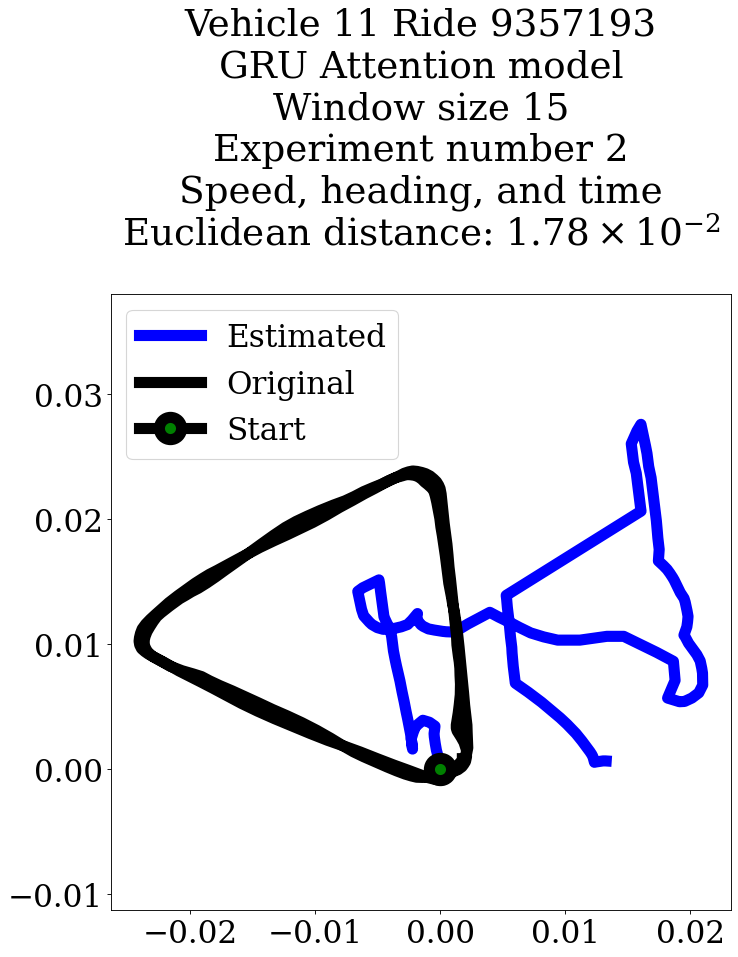 Vehicle 11 Ride 9357193
GRU Attention model
Window size 15
Experiment number 2
Speed, heading, and time
Euclidean distance: 1.78 × 10⁻²
Estimated
Original
Start
0.03
0.02
0.01
0.00
−0.01
−0.02 −0.01 0.00 0.01 0.02